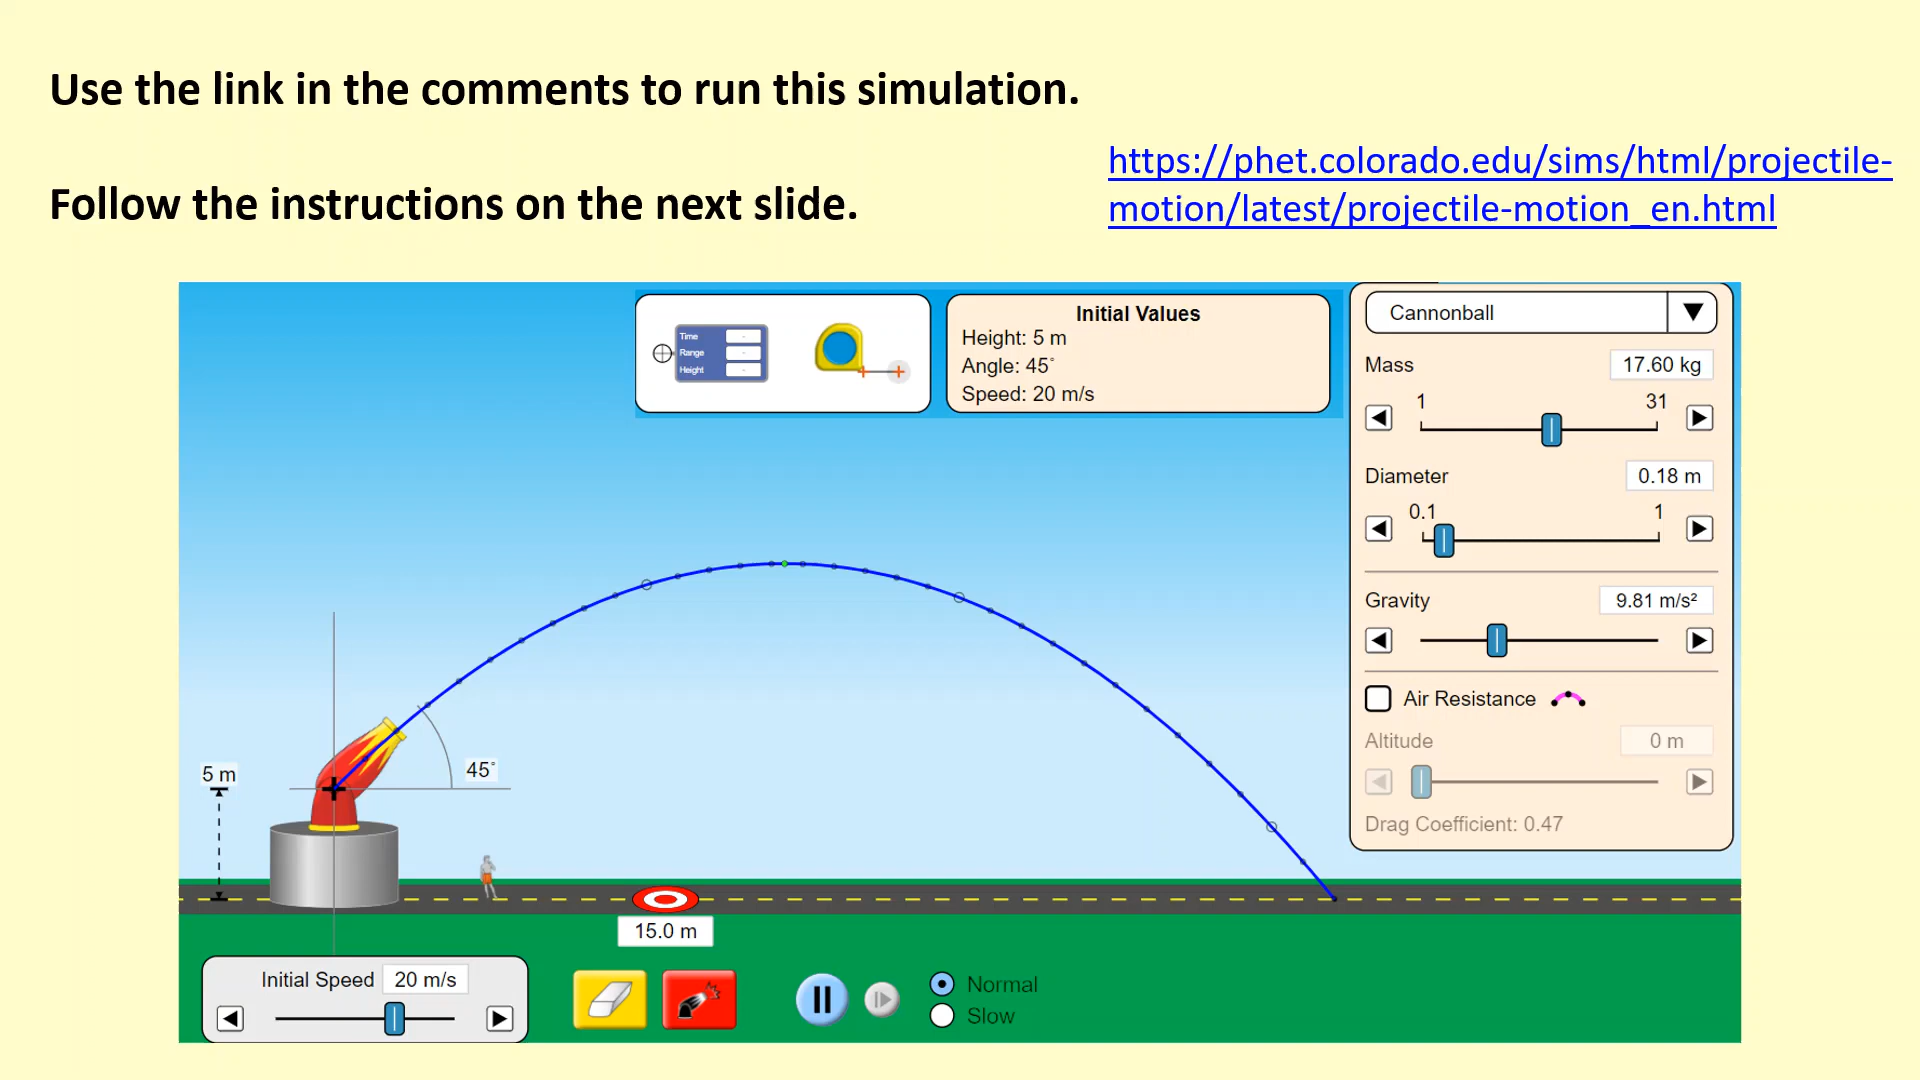 Use the link in the comments to run this simulation.
Follow the instructions on the next slide.
https://phet.colorado.edu/sims/html/projectile-
motion/latest/projectile-motion_en.html
Time -
Range -
Height -
Initial Values
Height: 5 m
Angle: 45°
Speed: 20 m/s
Cannonball
Mass 17.60 kg
1 31
Diameter 0.18 m
0.1 1
Gravity 9.81 m/s²
Air Resistance
Altitude 0 m
Drag Coefficient: 0.47
5 m
45°
15.0 m
Initial Speed 20 m/s
Normal
Slow